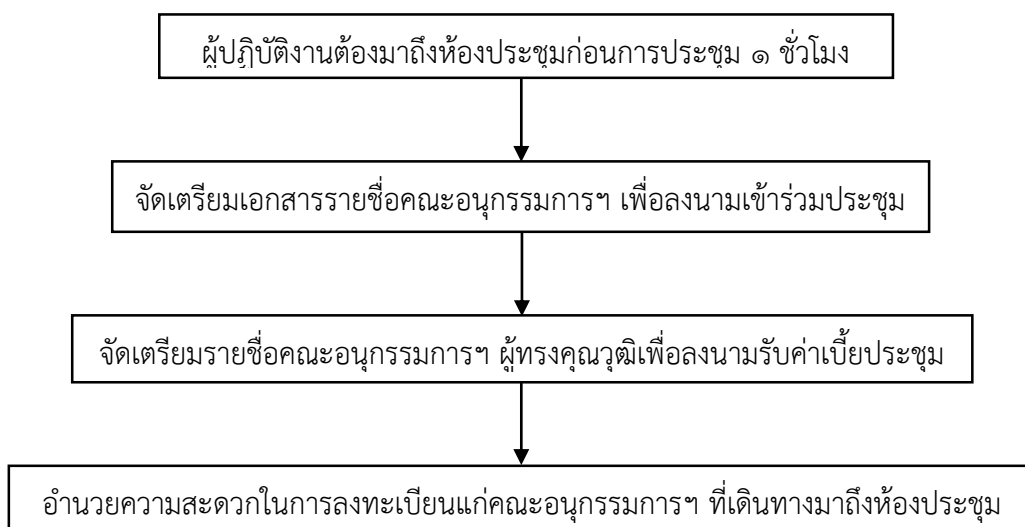 ผู้ปฏิบัติงานต้องมาถึงห้องประชุมก่อนการประชุม ๑ ชั่วโมง
จัดเตรียมเอกสารรายชื่อคณะอนุกรรมการฯ เพื่อลงนามเข้าร่วมประชุม
จัดเตรียมรายชื่อคณะอนุกรรมการฯ ผู้ทรงคุณวุฒิเพื่อลงนามรับค่าเบี้ยประชุม
อำนวยความสะดวกในการลงทะเบียนแก่คณะอนุกรรมการฯ ที่เดินทางมาถึงห้องประชุม